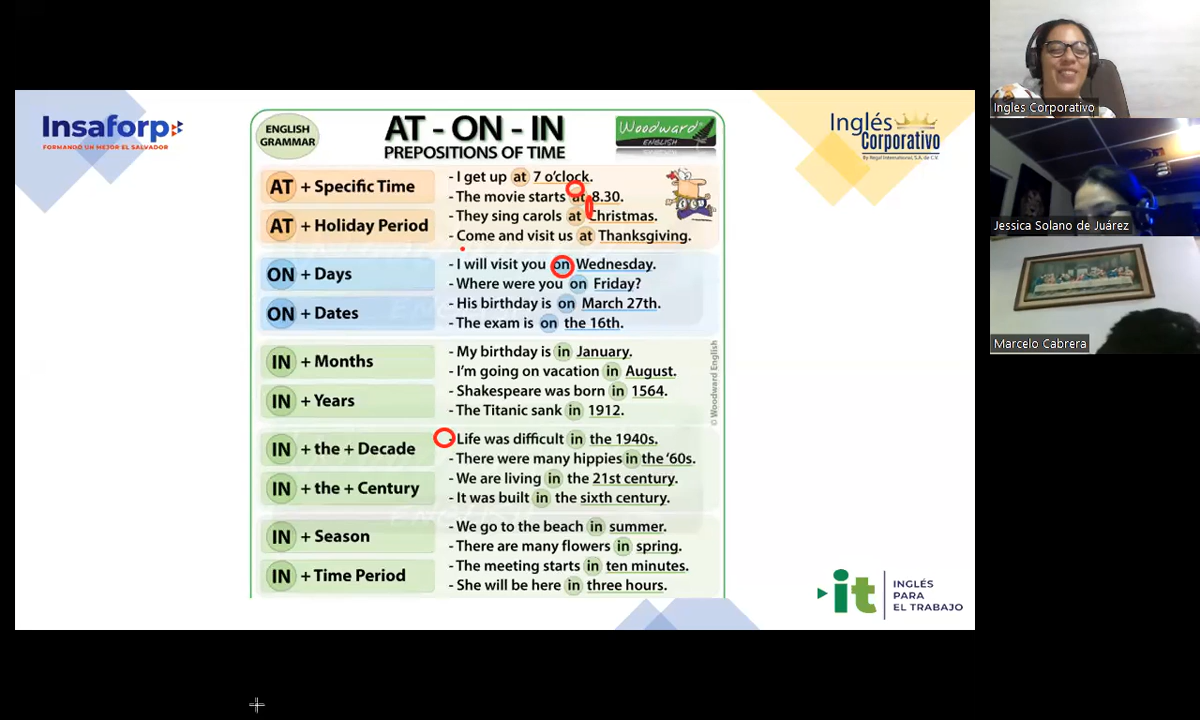 Insaforp
FORMANDO UN MEJOR EL SALVADOR
ENGLISH
GRAMMAR
AT - ON - IN
PREPOSITIONS OF TIME
Woodward
ENGLISH
Inglés
Corporativo
By Regal International, S.A. de C.V.
AT + Specific Time
- I get up at 7 o'clock.
- The movie starts at 8.30.
AT + Holiday Period
- They sing carols at Christmas.
- Come and visit us at Thanksgiving.
ON + Days
- I will visit you on Wednesday.
- Where were you on Friday?
ON + Dates
- His birthday is on March 27th.
- The exam is on the 16th.
IN + Months
- My birthday is in January.
- I'm going on vacation in August.
IN + Years
- Shakespeare was born in 1564.
- The Titanic sank in 1912.
IN + the + Decade
- Life was difficult in the 1940s.
- There were many hippies in the '60s.
IN + the + Century
- We are living in the 21st century.
- It was built in the sixth century.
IN + Season
- We go to the beach in summer.
- There are many flowers in spring.
IN + Time Period
- The meeting starts in ten minutes.
- She will be here in three hours.
© Woodward English
it
INGLÉS
PARA
EL TRABAJO
Ingles Corporativo
Jessica Solano de Juárez
Marcelo Cabrera